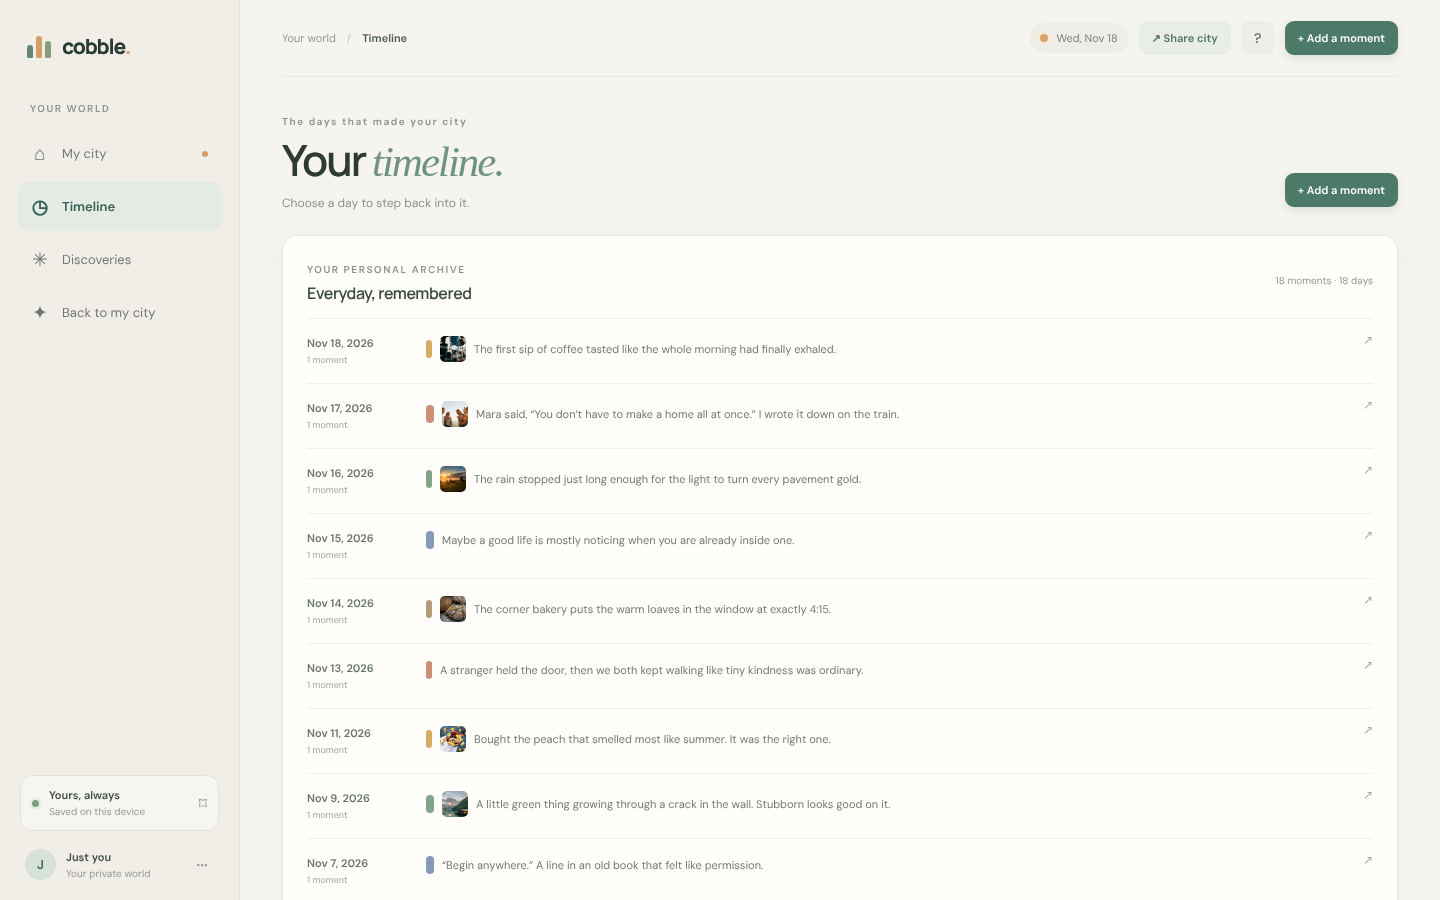 cobble.
YOUR WORLD
My city
Timeline
Discoveries
Back to my city
Yours, always
Saved on this device
J
Just you
Your private world
Your world / Timeline
Wed, Nov 18
↗ Share city
?
+ Add a moment
The days that made your city
Your timeline.
Choose a day to step back into it.
+ Add a moment
YOUR PERSONAL ARCHIVE
Everyday, remembered
18 moments · 18 days
Nov 18, 2026
1 moment
The first sip of coffee tasted like the whole morning had finally exhaled.
Nov 17, 2026
1 moment
Mara said, “You don’t have to make a home all at once.” I wrote it down on the train.
Nov 16, 2026
1 moment
The rain stopped just long enough for the light to turn every pavement gold.
Nov 15, 2026
1 moment
Maybe a good life is mostly noticing when you are already inside one.
Nov 14, 2026
1 moment
The corner bakery puts the warm loaves in the window at exactly 4:15.
Nov 13, 2026
1 moment
A stranger held the door, then we both kept walking like tiny kindness was ordinary.
Nov 11, 2026
1 moment
Bought the peach that smelled most like summer. It was the right one.
Nov 9, 2026
1 moment
A little green thing growing through a crack in the wall. Stubborn looks good on it.
Nov 7, 2026
1 moment
“Begin anywhere.” A line in an old book that felt like permission.